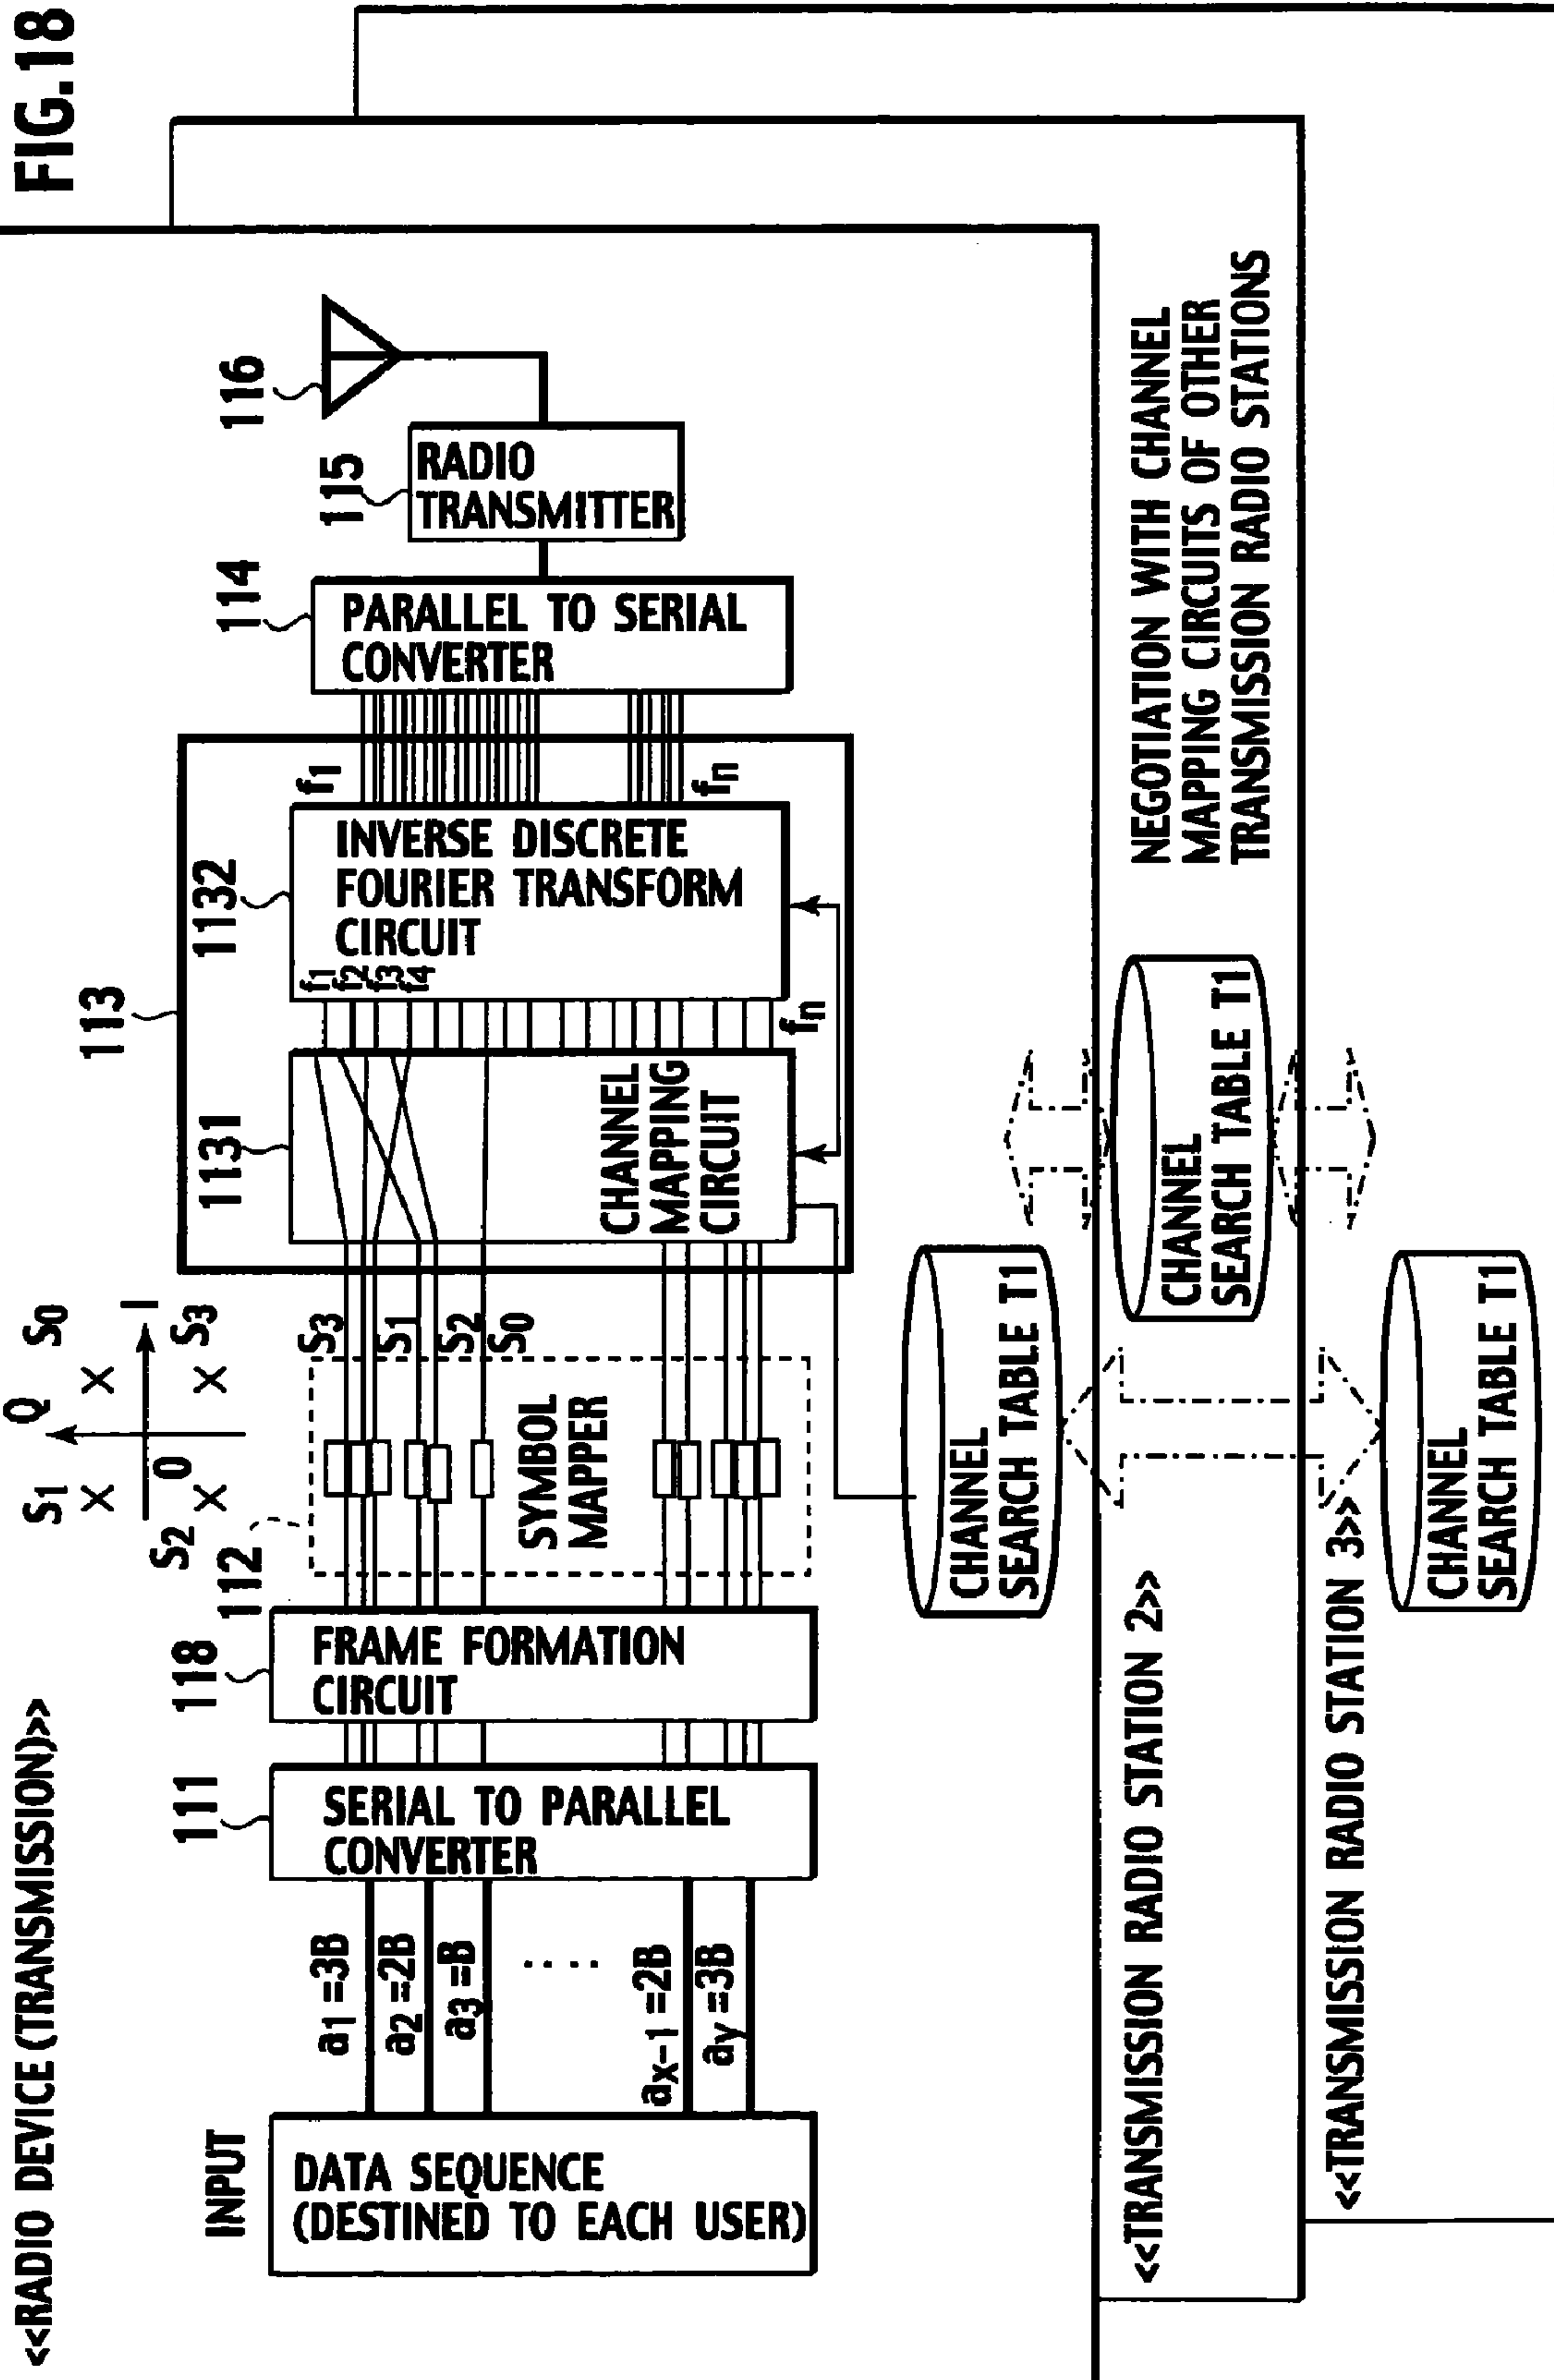 FIG.18
<<RADIO DEVICE (TRANSMISSION)>>
Q
S1
S0
I
0
S2
S3
INPUT
DATA SEQUENCE
(DESTINED TO EACH USER)
a1 =3B
a2 =2B
a3 =B
. . . .
ax-1 =2B
ay =3B
111
SERIAL TO PARALLEL
CONVERTER
118
FRAME FORMATION
CIRCUIT
112
SYMBOL
MAPPER
S3
S1
S2
S0
113
1131
CHANNEL
MAPPING
CIRCUIT
f1
f2
f3
f4
fn
1132
INVERSE DISCRETE
FOURIER TRANSFORM
CIRCUIT
f1
fn
114
PARALLEL TO SERIAL
CONVERTER
115
RADIO
TRANSMITTER
116
CHANNEL
SEARCH TABLE T1
<<TRANSMISSION RADIO STATION 2>>
CHANNEL
SEARCH TABLE T1
NEGOTIATION WITH CHANNEL
MAPPING CIRCUITS OF OTHER
TRANSMISSION RADIO STATIONS
<<TRANSMISSION RADIO STATION 3>>
CHANNEL
SEARCH TABLE T1